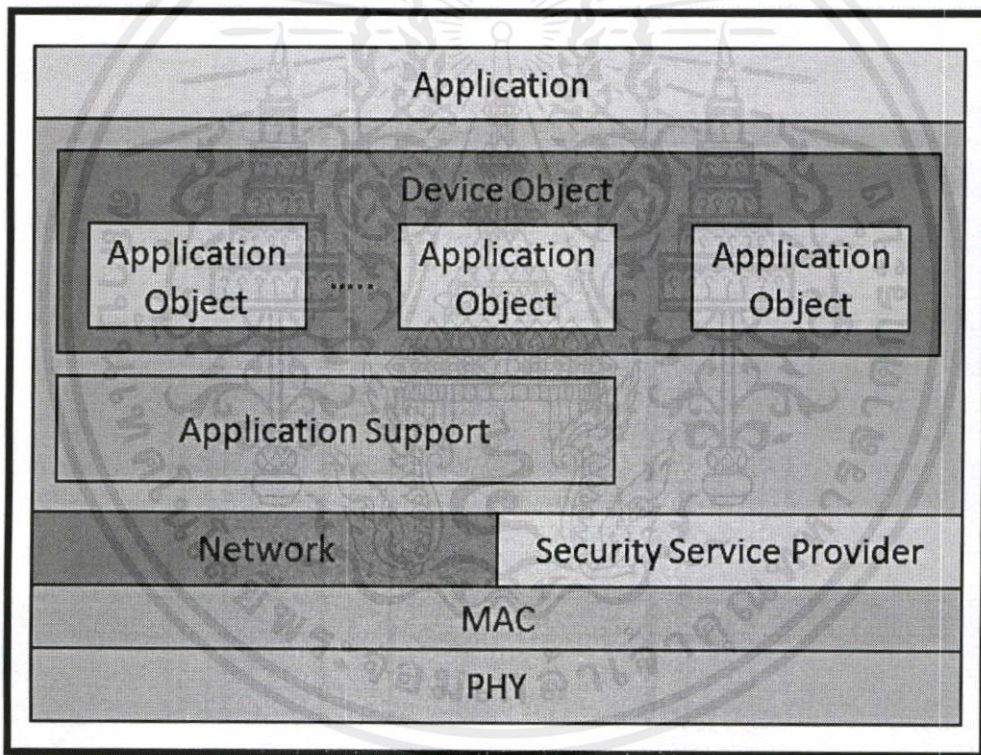 Application
Device Object
Application
Object
.....
Application
Object
Application
Object
Application Support
Network
Security Service Provider
MAC
PHY